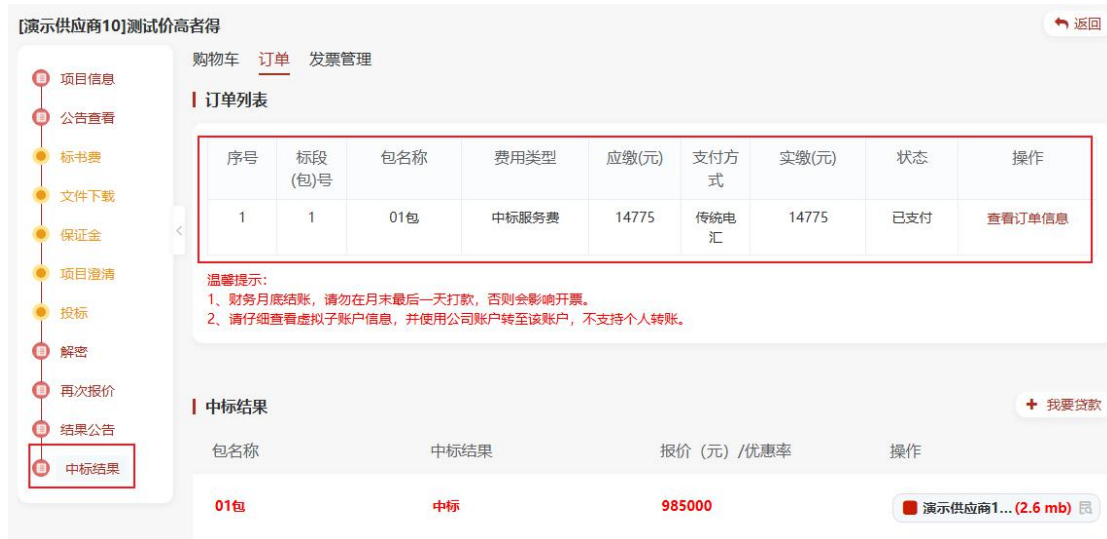 [演示供应商10]测试价高者得
返回
项目信息
公告查看
标书费
文件下载
保证金
项目澄清
投标
解密
再次报价
结果公告
中标结果
购物车 订单 发票管理
订单列表
序号 标段(包)号 包名称 费用类型 应缴(元) 支付方式 实缴(元) 状态 操作
1 1 01包 中标服务费 14775 传统电汇 14775 已支付 查看订单信息
温馨提示:
1、财务月底结账，请勿在月末最后一天打款，否则会影响开票。
2、请仔细查看虚拟子账户信息，并使用公司账户转至该账户，不支持个人转账。
中标结果
我要贷款
包名称 中标结果 报价（元）/优惠率 操作
01包 中标 985000 演示供应商1... (2.6 mb)